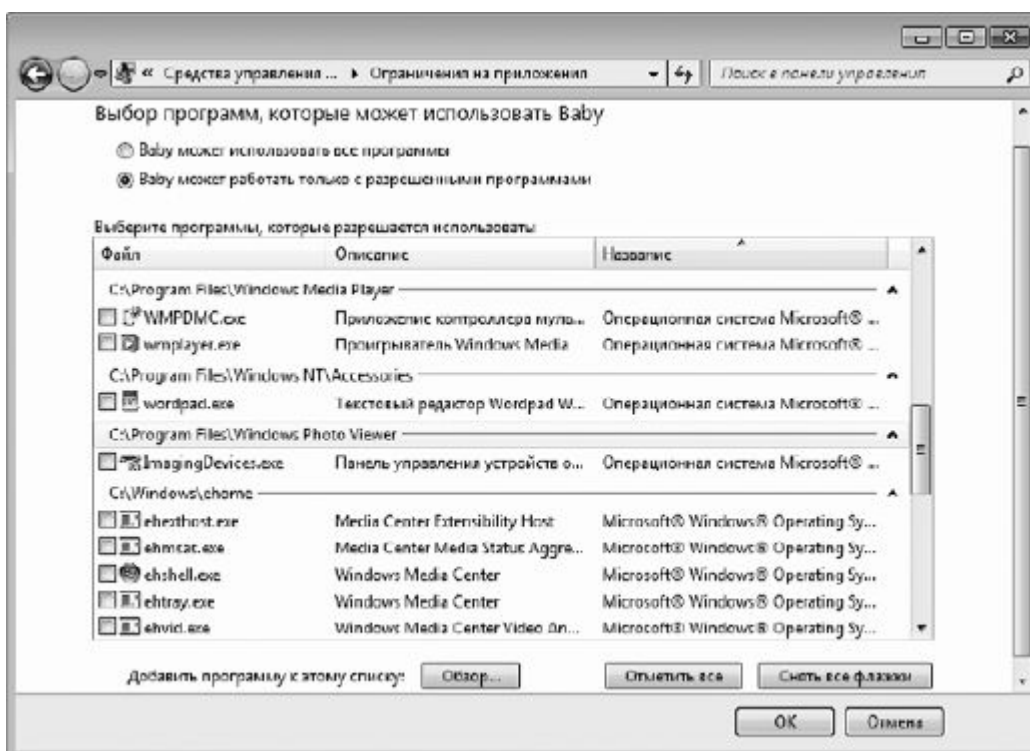 « Средства управления ... ▸ Ограничения на приложения Поиск в панели управления
Выбор программ, которые может использовать Baby
Baby может использовать все программы
Baby может работать только с разрешенными программами
Выберите программы, которые разрешается использовать:
Файл Описание Название
C:\Program Files\Windows Media Player
WMPDMC.exe Приложение контроллера муль... Операционная система Microsoft® ...
wmplayer.exe Проигрыватель Windows Media Операционная система Microsoft® ...
C:\Program Files\Windows NT\Accessories
wordpad.exe Текстовый редактор Wordpad W... Операционная система Microsoft® ...
C:\Program Files\Windows Photo Viewer
ImagingDevices.exe Панель управления устройств о... Операционная система Microsoft® ...
C:\Windows\ehome
ehexthost.exe Media Center Extensibility Host Microsoft® Windows® Operating Sy...
ehmsas.exe Media Center Media Status Aggre... Microsoft® Windows® Operating Sy...
ehshell.exe Windows Media Center Microsoft® Windows® Operating Sy...
ehtray.exe Windows Media Center Microsoft® Windows® Operating Sy...
ehvid.exe Windows Media Center Video An... Microsoft® Windows® Operating Sy...
Добавить программу к этому списку: Обзор... Отметить все Снять все флажки
OK Отмена